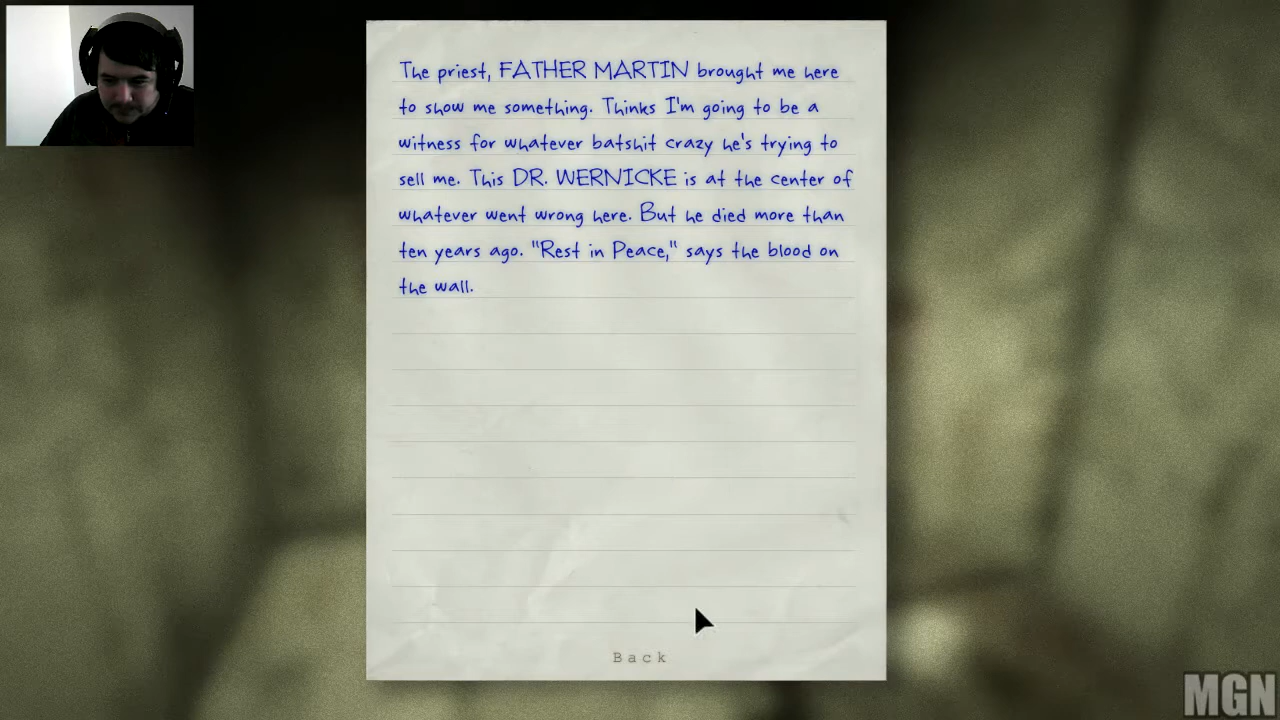 The priest, FATHER MARTIN brought me here
to show me something. Thinks I'm going to be a
witness for whatever batshit crazy he's trying to
sell me. This DR. WERNICKE is at the center of
whatever went wrong here. But he died more than
ten years ago. "Rest in Peace," says the blood on
the wall.
Back
MGN